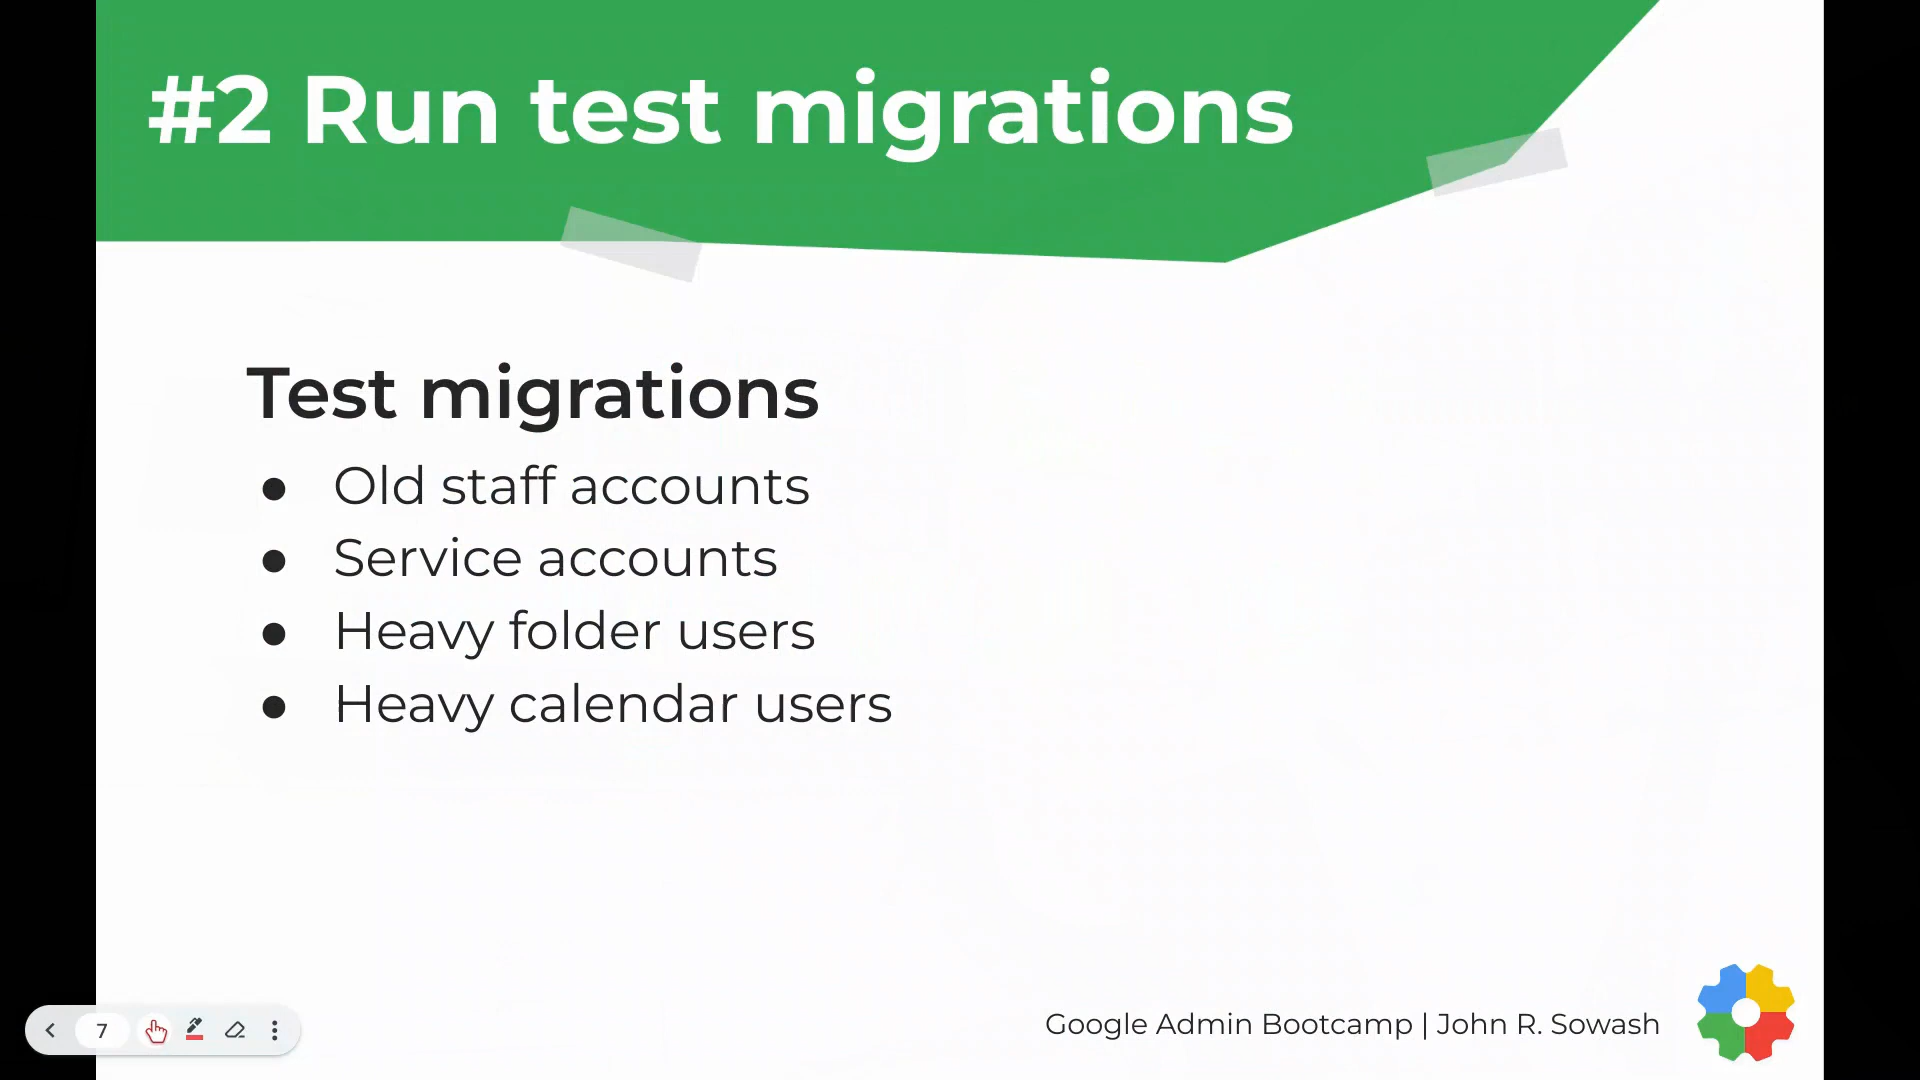 #2 Run test migrations
Test migrations
● Old staff accounts
● Service accounts
● Heavy folder users
● Heavy calendar users
7
Google Admin Bootcamp | John R. Sowash